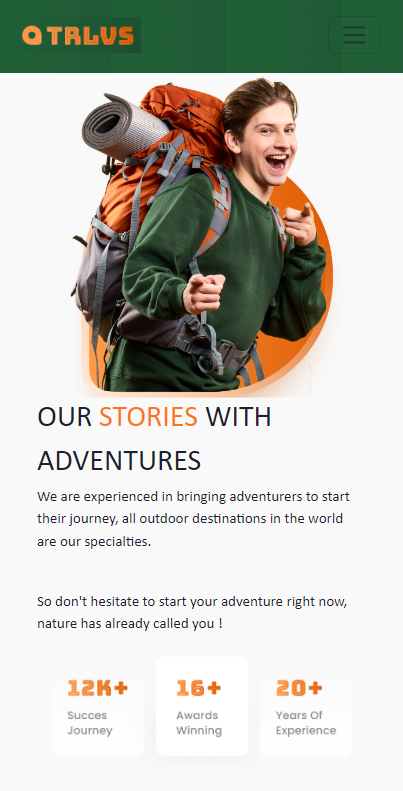 TRLVS
OUR STORIES WITH
ADVENTURES
We are experienced in bringing adventurers to start
their journey, all outdoor destinations in the world
are our specialties.
So don't hesitate to start your adventure right now,
nature has already called you !
12K+ 16+ 20+
Succes Awards Years Of
Journey Winning Experience